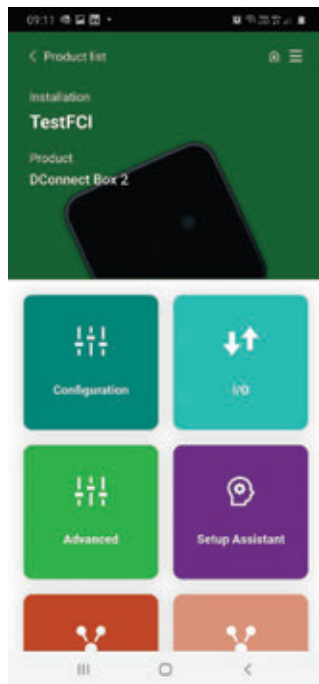 09:11
Product list
Installation
TestFCI
Product
DConnect Box 2
Configuration
I/O
Advanced
Setup Assistant